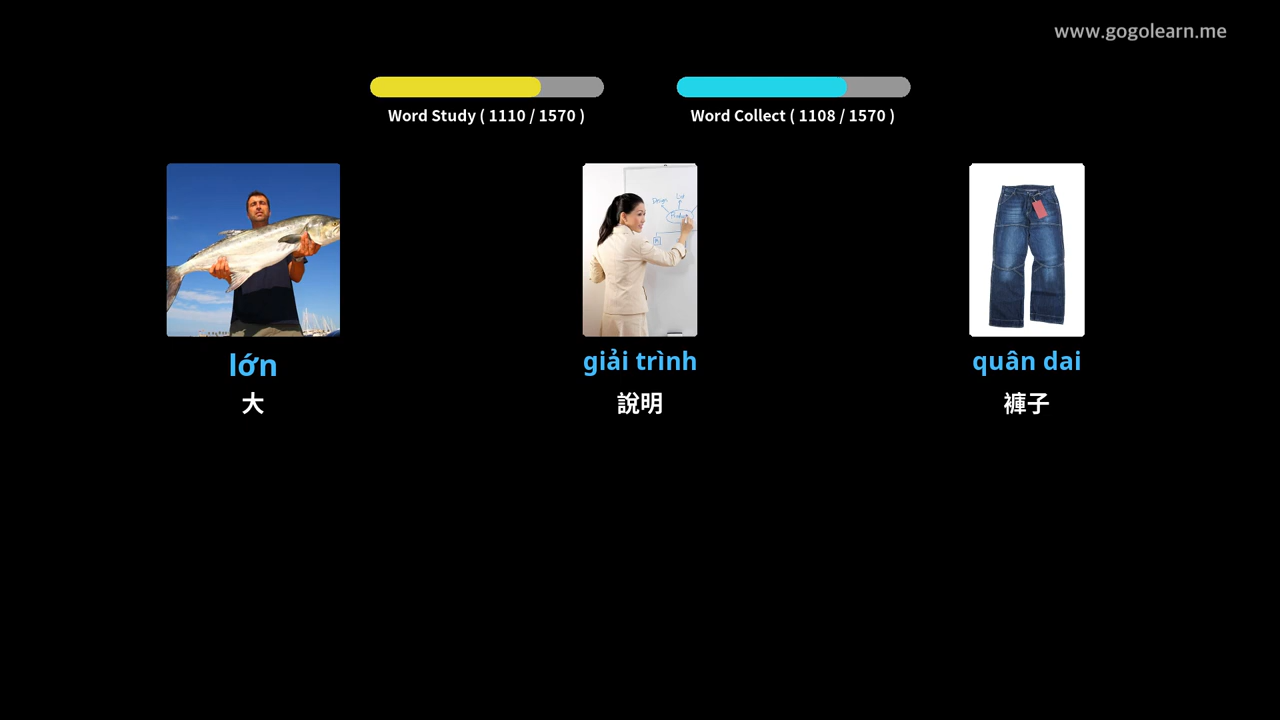 www.gogolearn.me
Word Study ( 1110 / 1570 )
Word Collect ( 1108 / 1570 )
lớn
giải trình
quân dai
大
說明
褲子